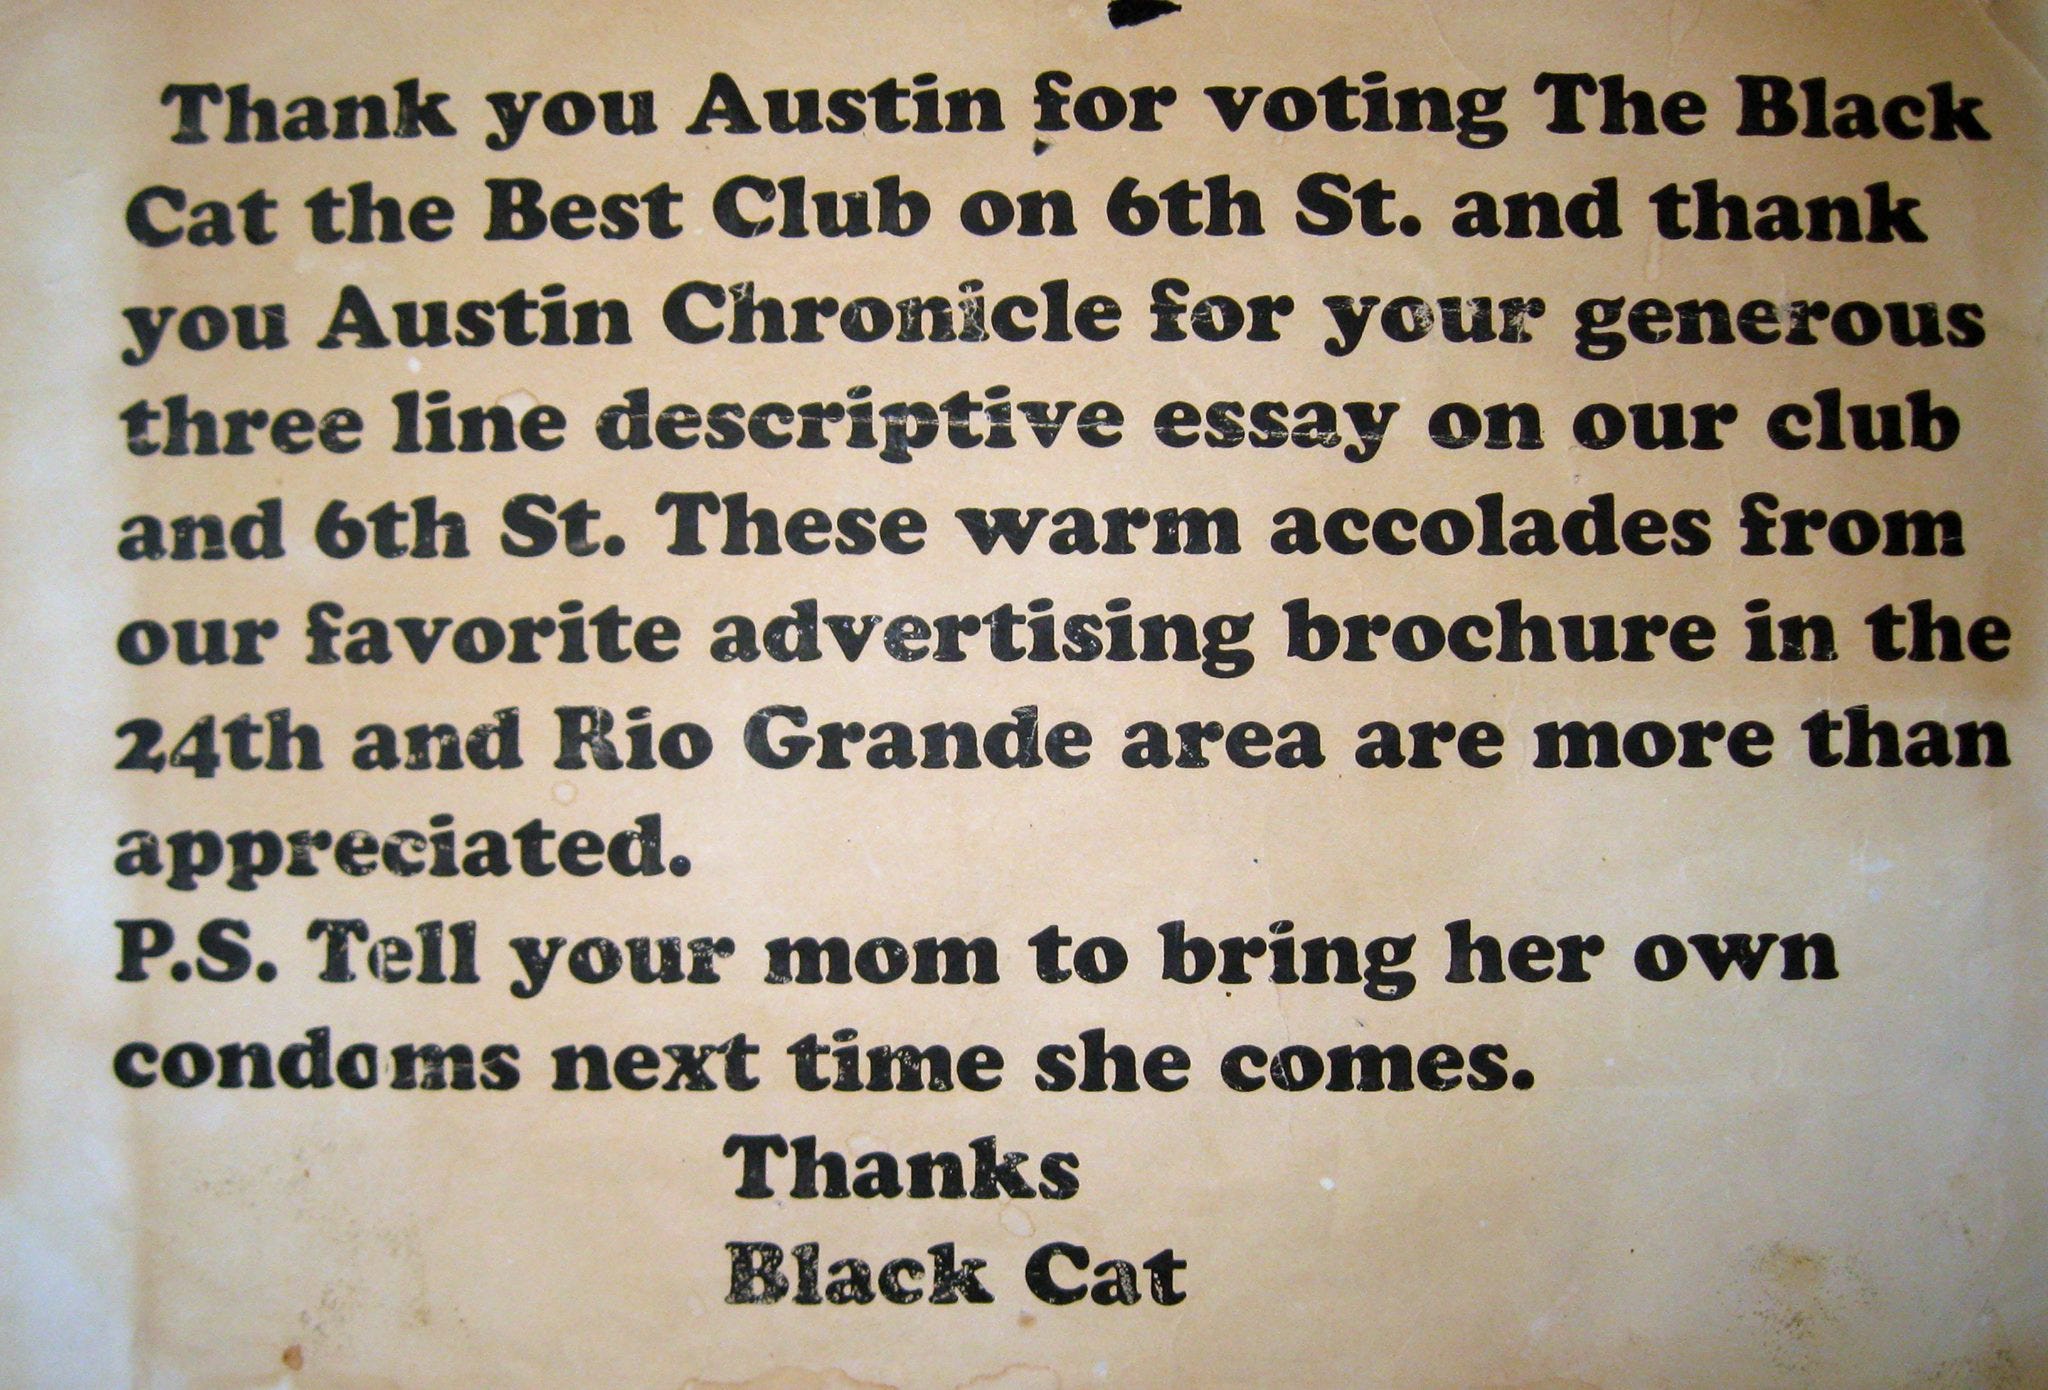 Thank you Austin for voting The Black
Cat the Best Club on 6th St. and thank
you Austin Chronicle for your generous
three line descriptive essay on our club
and 6th St. These warm accolades from
our favorite advertising brochure in the
24th and Rio Grande area are more than
appreciated.
P.S. Tell your mom to bring her own
condoms next time she comes.
Thanks
Black Cat